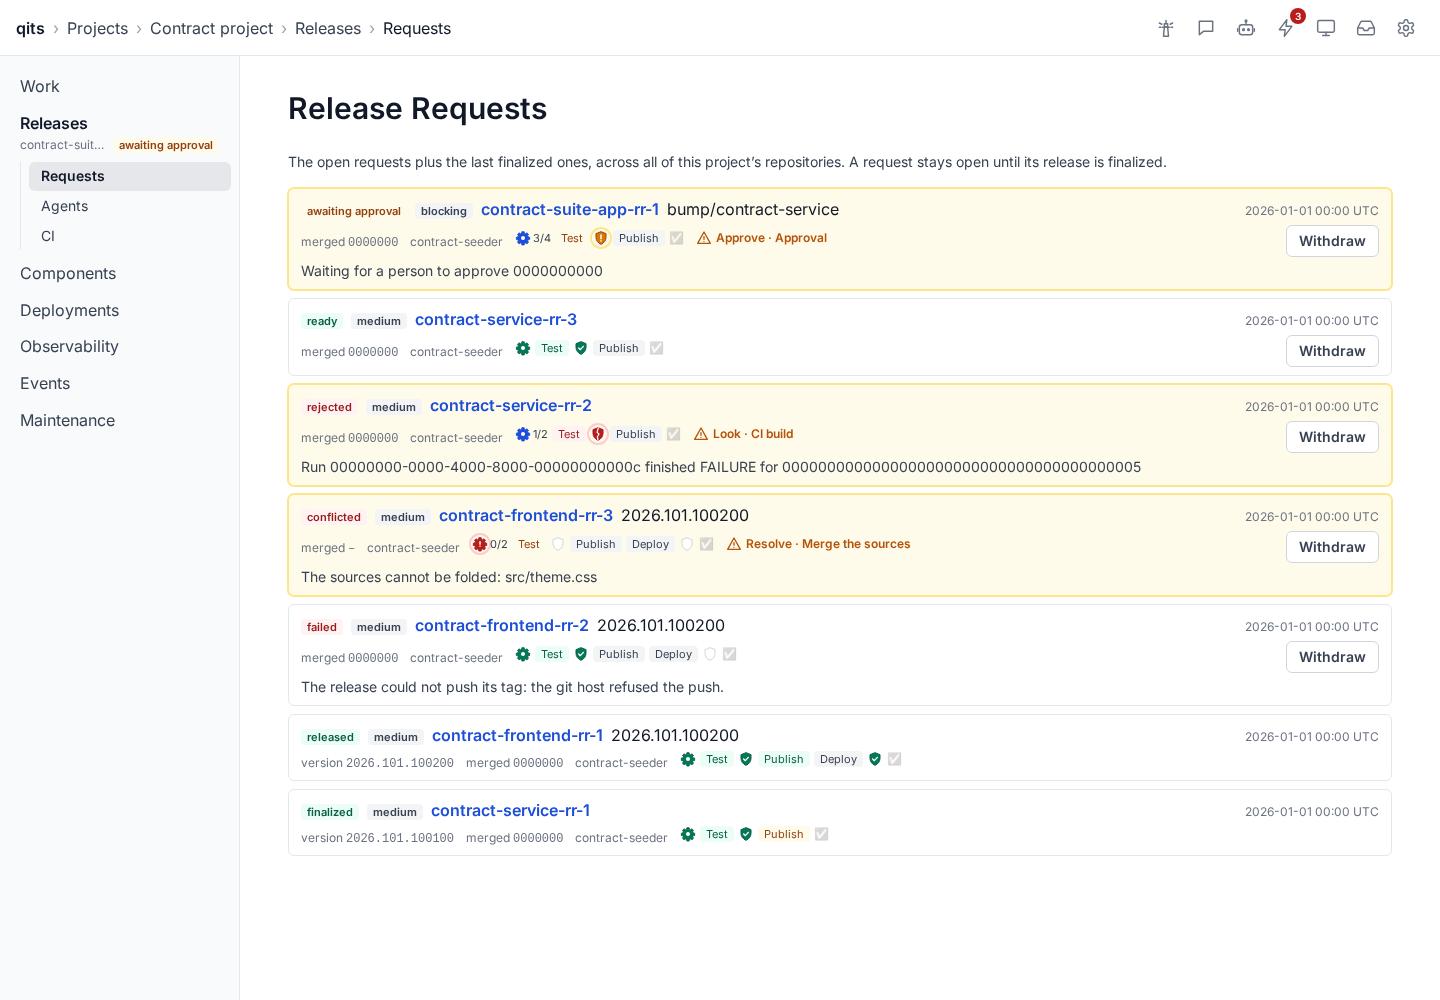 qits › Projects › Contract project › Releases › Requests
3
Work
Releases
contract-suit... awaiting approval
Requests
Agents
CI
Components
Deployments
Observability
Events
Maintenance
Release Requests
The open requests plus the last finalized ones, across all of this project's repositories. A request stays open until its release is finalized.
awaiting approval blocking contract-suite-app-rr-1 bump/contract-service 2026-01-01 00:00 UTC
merged 0000000 contract-seeder 3/4 Test Publish Approve · Approval Withdraw
Waiting for a person to approve 0000000000
ready medium contract-service-rr-3 2026-01-01 00:00 UTC
merged 0000000 contract-seeder Test Publish Withdraw
rejected medium contract-service-rr-2 2026-01-01 00:00 UTC
merged 0000000 contract-seeder 1/2 Test Publish Look · CI build Withdraw
Run 00000000-0000-4000-8000-00000000000c finished FAILURE for 0000000000000000000000000000000000000005
conflicted medium contract-frontend-rr-3 2026.101.100200 2026-01-01 00:00 UTC
merged – contract-seeder 0/2 Test Publish Deploy Resolve · Merge the sources Withdraw
The sources cannot be folded: src/theme.css
failed medium contract-frontend-rr-2 2026.101.100200 2026-01-01 00:00 UTC
merged 0000000 contract-seeder Test Publish Deploy Withdraw
The release could not push its tag: the git host refused the push.
released medium contract-frontend-rr-1 2026.101.100200 2026-01-01 00:00 UTC
version 2026.101.100200 merged 0000000 contract-seeder Test Publish Deploy
finalized medium contract-service-rr-1 2026-01-01 00:00 UTC
version 2026.101.100100 merged 0000000 contract-seeder Test Publish